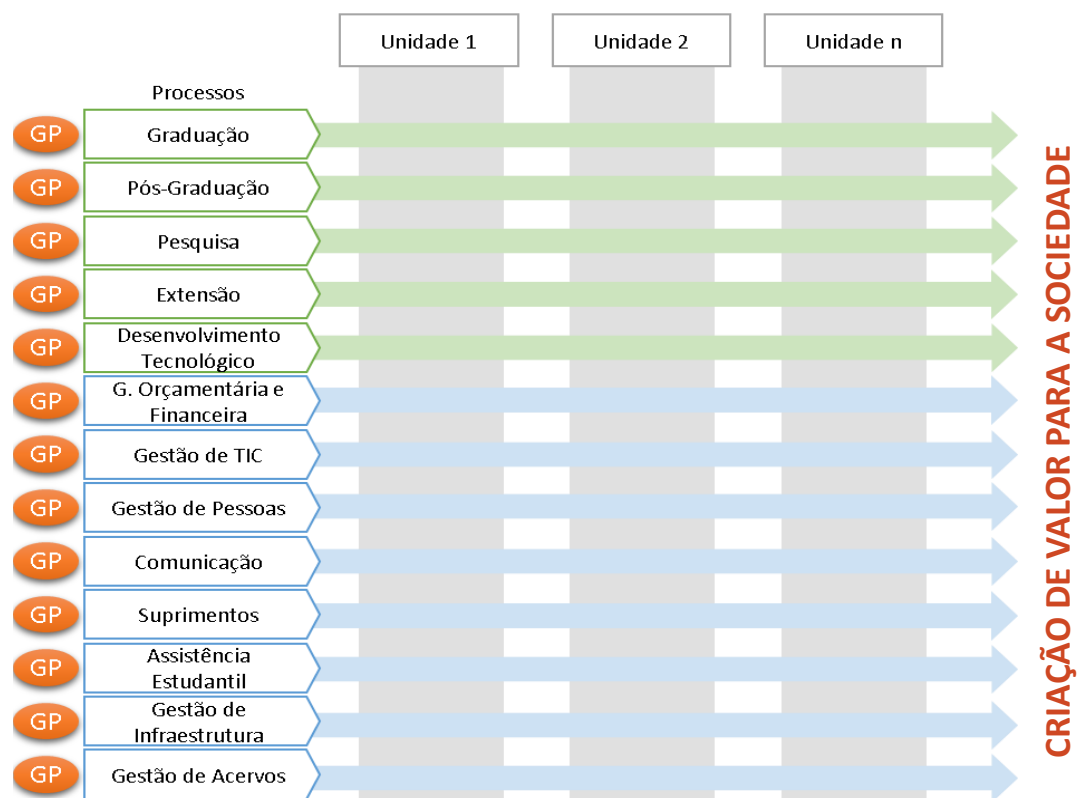 Unidade 1
Unidade 2
Unidade n
Processos
GP
Graduação
GP
Pós-Graduação
GP
Pesquisa
GP
Extensão
GP
Desenvolvimento
Tecnológico
GP
G. Orçamentária e
Financeira
GP
Gestão de TIC
GP
Gestão de Pessoas
GP
Comunicação
GP
Suprimentos
GP
Assistência
Estudantil
GP
Gestão de
Infraestrutura
GP
Gestão de Acervos
CRIAÇÃO DE VALOR PARA A SOCIEDADE